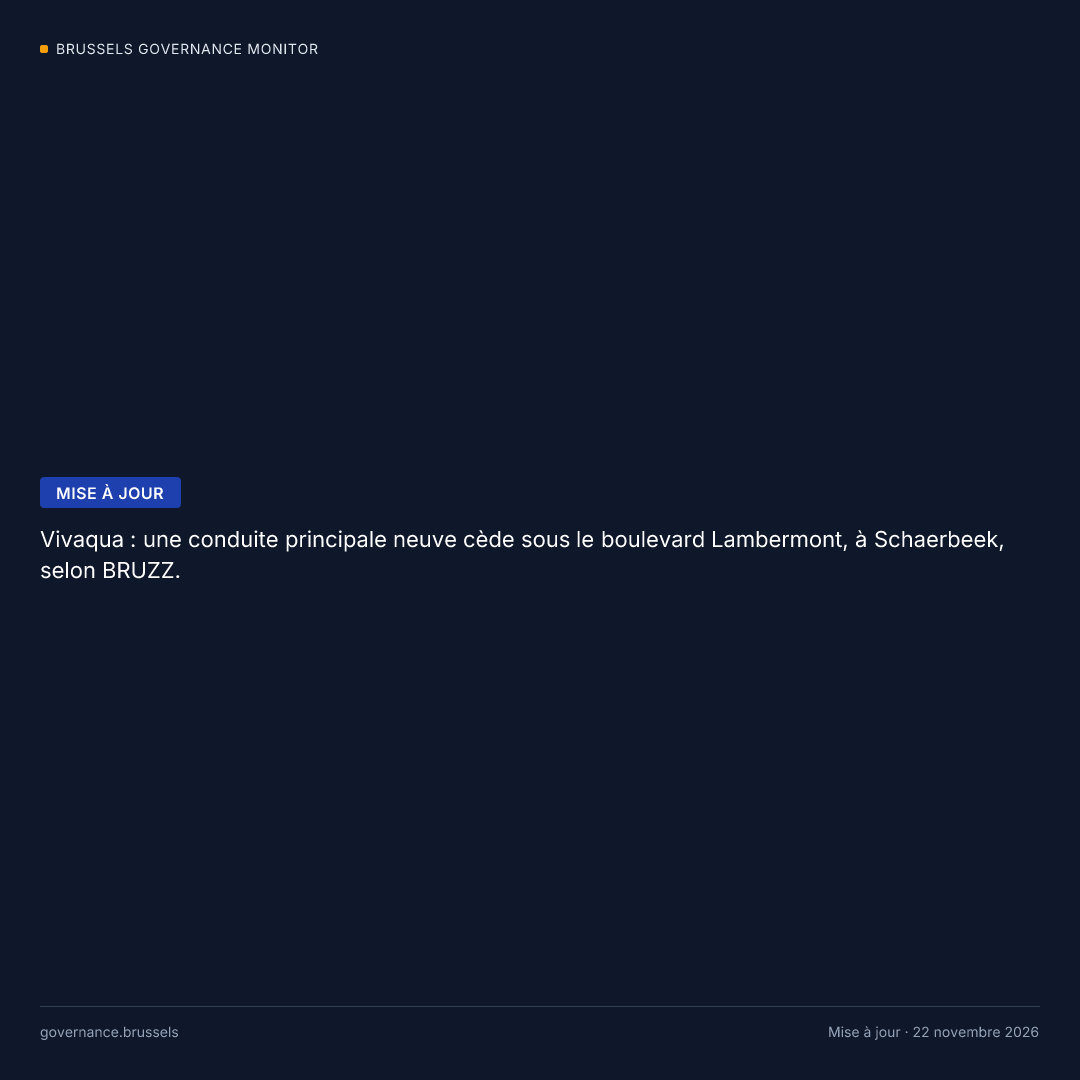 BRUSSELS GOVERNANCE MONITOR
MISE À JOUR
Vivaqua : une conduite principale neuve cède sous le boulevard Lambermont, à Schaerbeek,
selon BRUZZ.
governance.brussels
Mise à jour · 22 novembre 2026